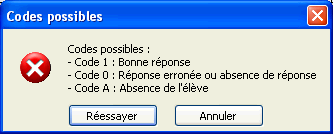 Codes possibles
Codes possibles :
- Code 1 : Bonne réponse
- Code 0 : Réponse erronée ou absence de réponse
- Code A : Absence de l'élève
Réessayer
Annuler